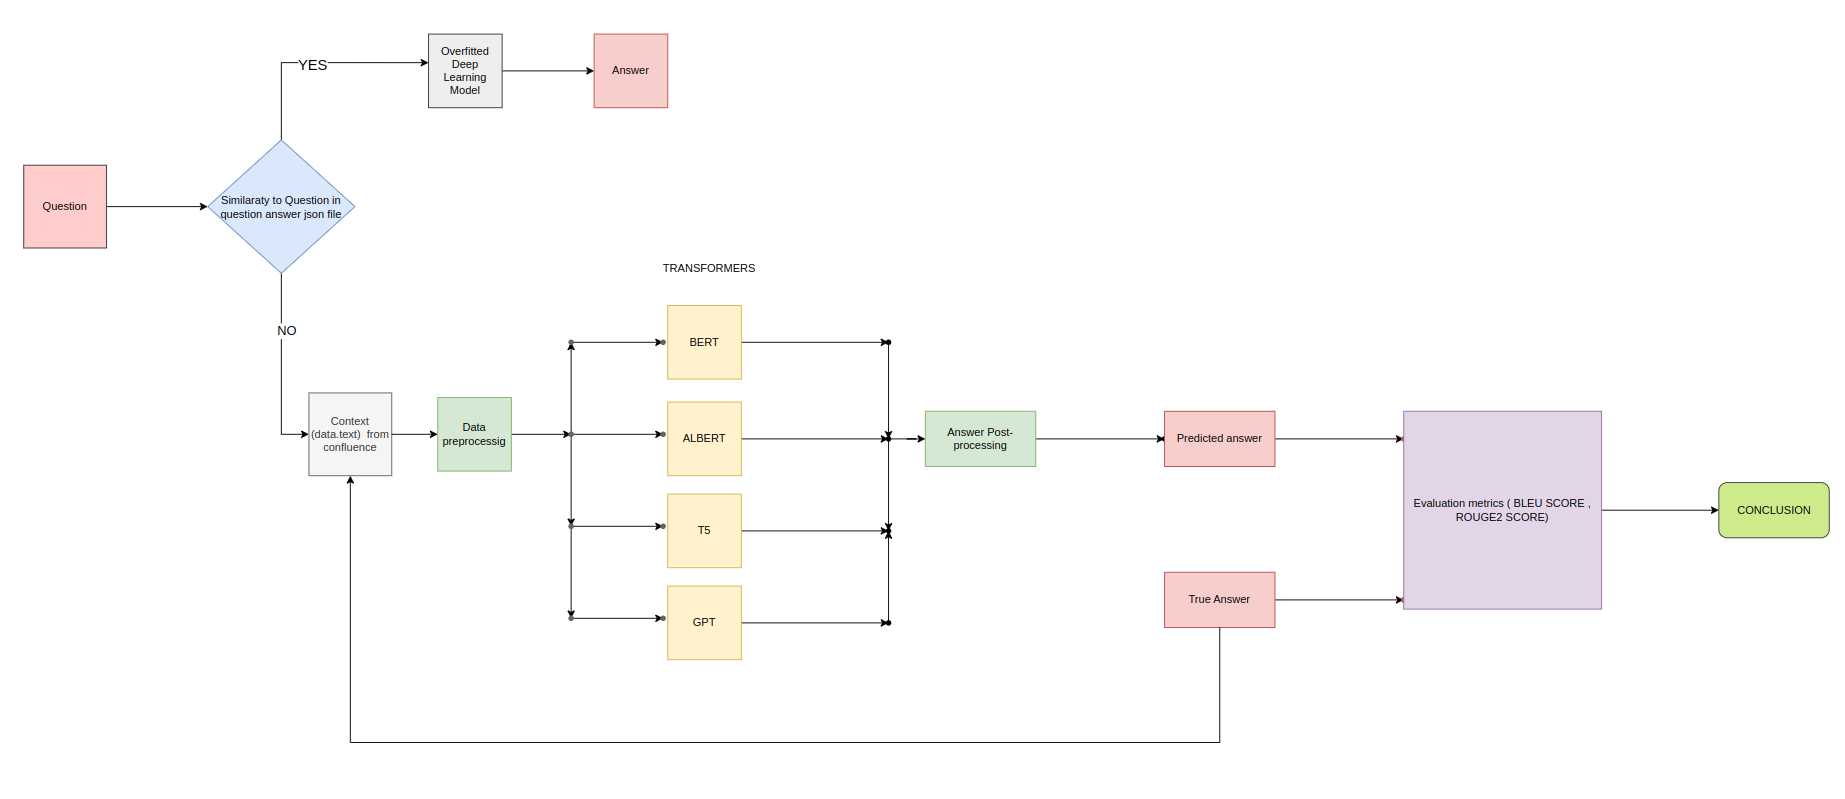 YES
Overfitted
Deep
Learning
Model
Answer
Question
Similaraty to Question in
question answer json file
TRANSFORMERS
NO
BERT
Context
(data.text)  from
confluence
Data
preprocessig
ALBERT
Answer Post-
processing
Predicted answer
T5
Evaluation metrics ( BLEU SCORE ,
ROUGE2 SCORE)
CONCLUSION
GPT
True Answer